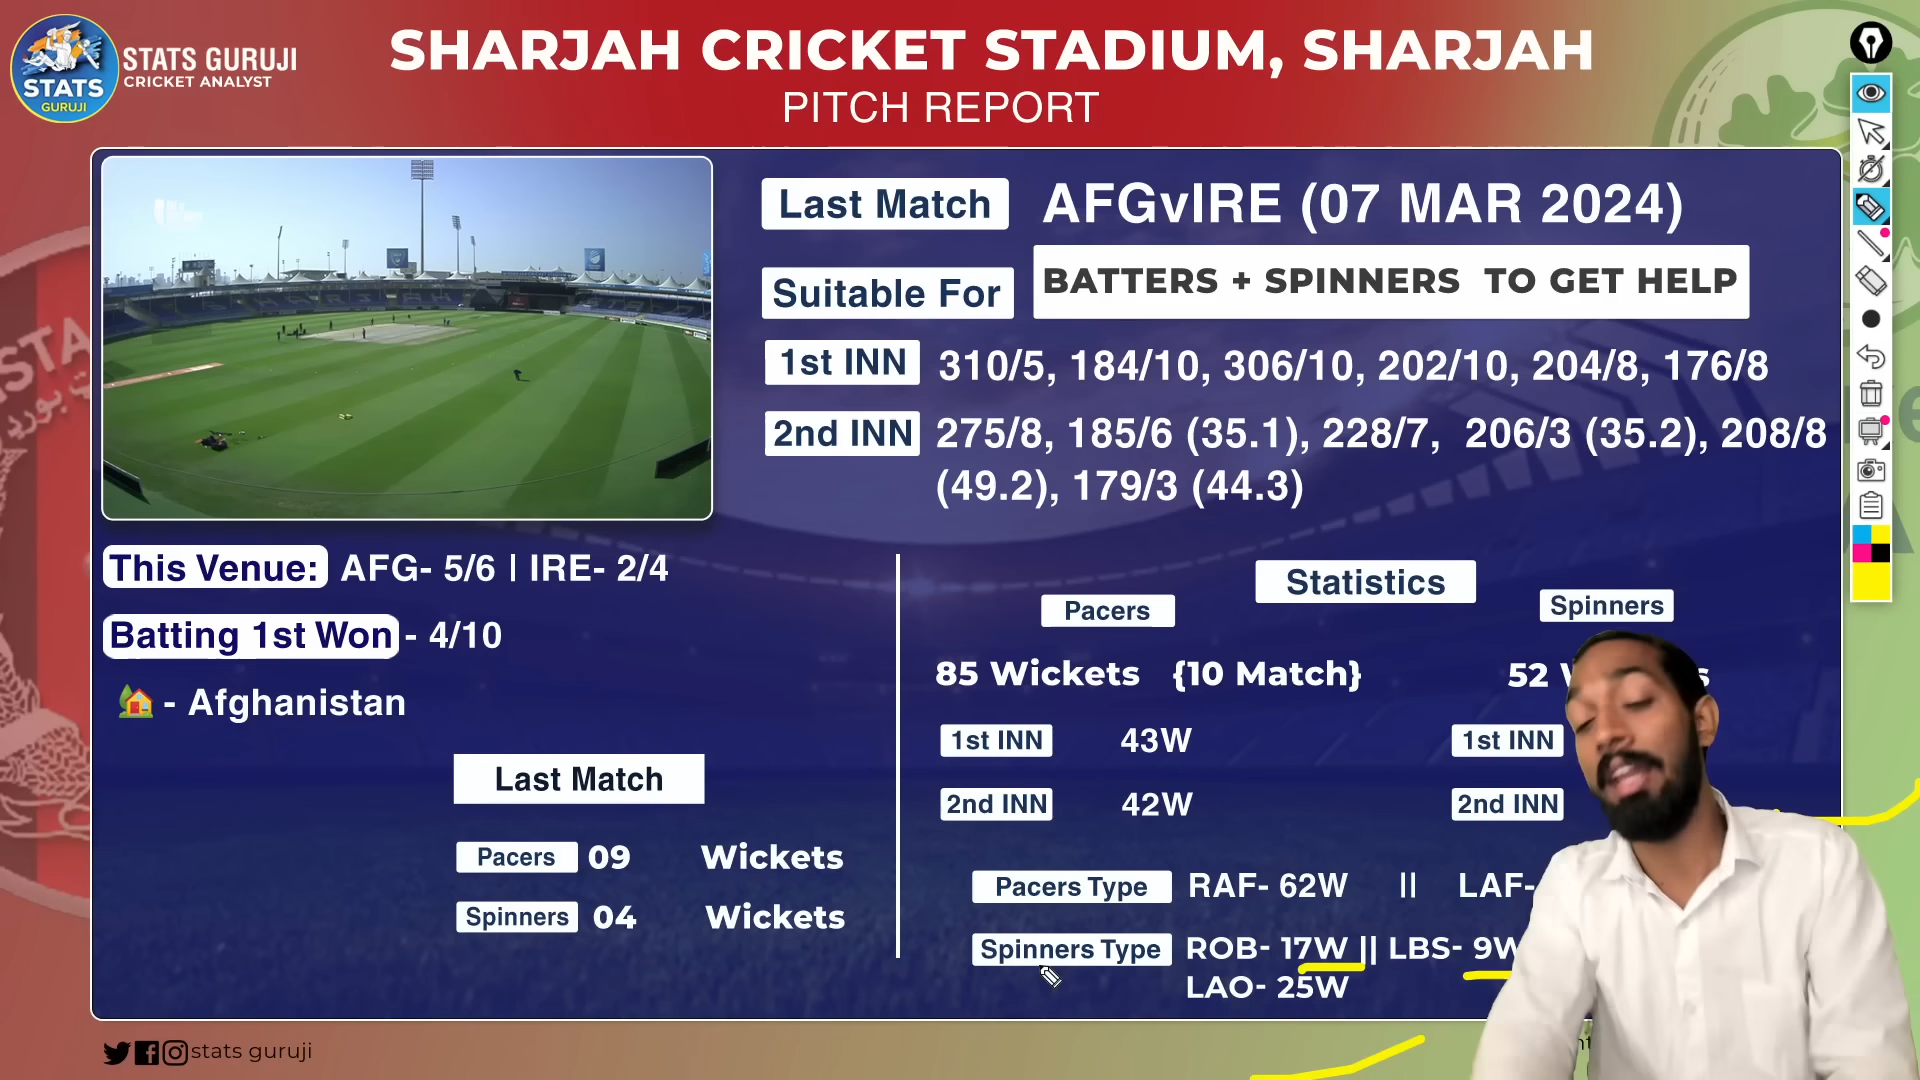 STATS GURUJI
CRICKET ANALYST
STATS
GURUJI
SHARJAH CRICKET STADIUM, SHARJAH
PITCH REPORT
Last Match AFGvIRE (07 MAR 2024)
Suitable For BATTERS + SPINNERS TO GET HELP
1st INN 310/5, 184/10, 306/10, 202/10, 204/8, 176/8
2nd INN 275/8, 185/6 (35.1), 228/7, 206/3 (35.2), 208/8
(49.2), 179/3 (44.3)
This Venue: AFG- 5/6 | IRE- 2/4
Batting 1st Won - 4/10
🏡 - Afghanistan
Last Match
Pacers 09 Wickets
Spinners 04 Wickets
Statistics
Pacers Spinners
85 Wickets {10 Match} 52
1st INN 43W 1st INN
2nd INN 42W 2nd INN
Pacers Type RAF- 62W || LAF-
Spinners Type ROB- 17W || LBS- 9W
LAO- 25W
stats guruji